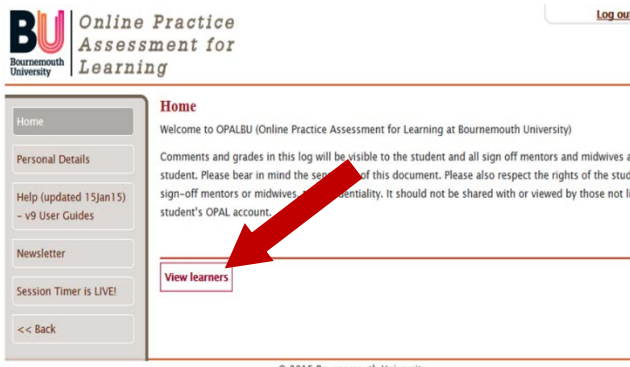 BU
Bournemouth
University
Online Practice
Assessment for
Learning
Log out
Home
Personal Details
Help (updated 15Jan15)
- v9 User Guides
Newsletter
Session Timer is LIVE!
<< Back
Home
Welcome to OPALBU (Online Practice Assessment for Learning at Bournemouth University)
Comments and grades in this log will be visible to the student and all sign off mentors and midwives
student. Please bear in mind the of this document. Please also respect the rights of the
sign-off mentors or midwives, It should not be shared with or viewed by those not
student's OPAL account.
View learners